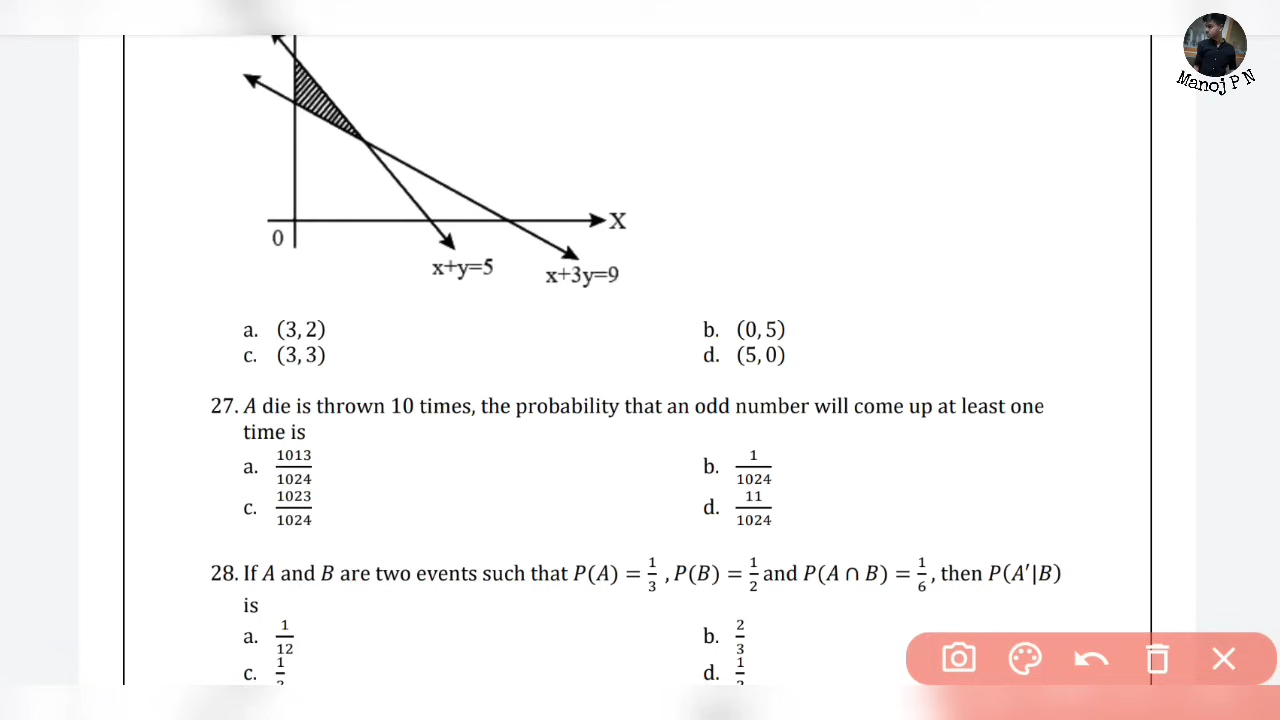 Manoj P N
0
X
x+y=5
x+3y=9
a. (3, 2)
b. (0, 5)
c. (3, 3)
d. (5, 0)
27. A die is thrown 10 times, the probability that an odd number will come up at least one
time is
a. 1013/1024
b. 1/1024
c. 1023/1024
d. 11/1024
28. If A and B are two events such that P(A) = 1/3 , P(B) = 1/2 and P(A ∩ B) = 1/6 , then P(A′|B)
is
a. 1/12
b. 2/3
c. 1
d. 1